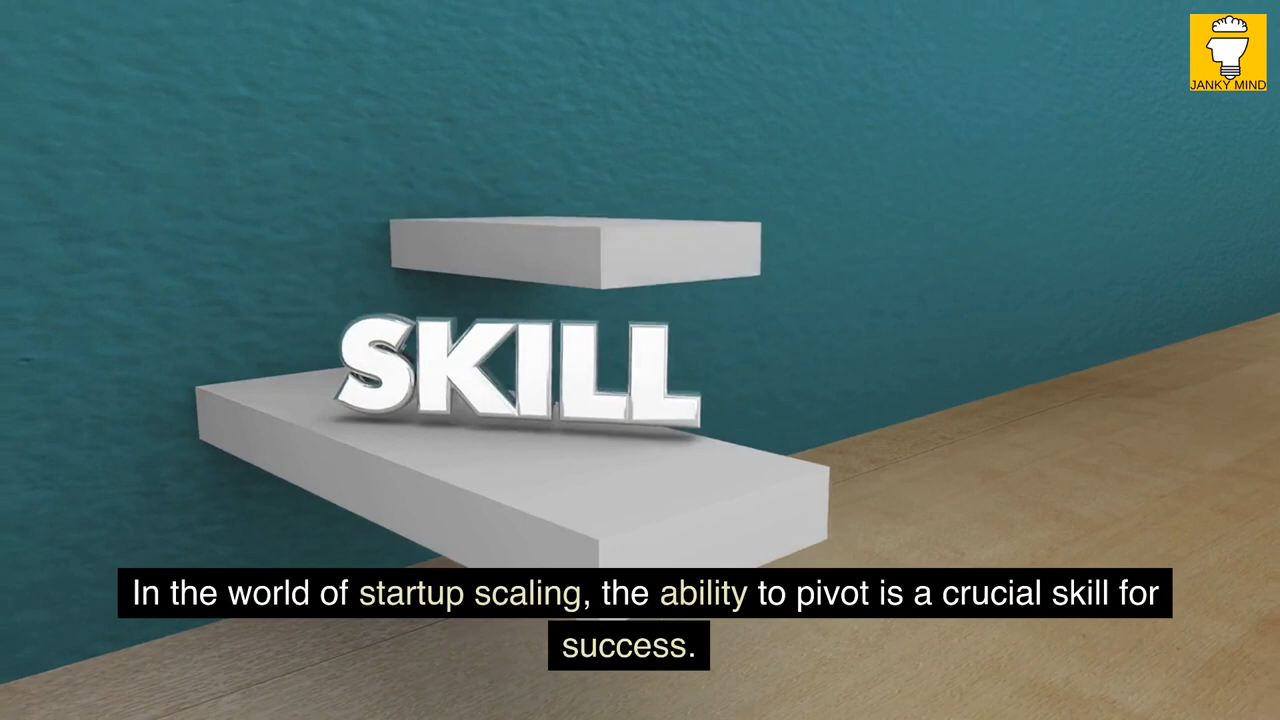 JANKY MIND
SKILL
In the world of startup scaling, the ability to pivot is a crucial skill for
success.